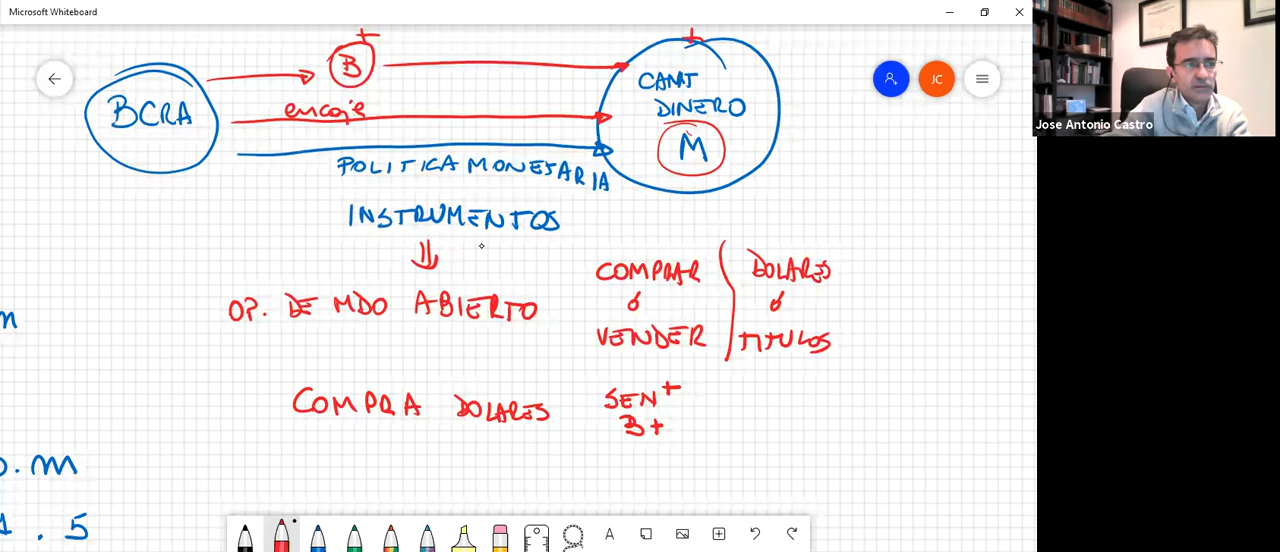 Microsoft Whiteboard
+
B
+
BCRA
encaje
CANT
DINERO
M
POLITICA MONETARIA
INSTRUMENTOS
OP. DE MDO ABIERTO
COMPRAR
ó
VENDER
DOLARES
ó
TITULOS
COMPRA DOLARES
SEN+
B+
. m
1 . 5
JC
Jose Antonio Castro
A